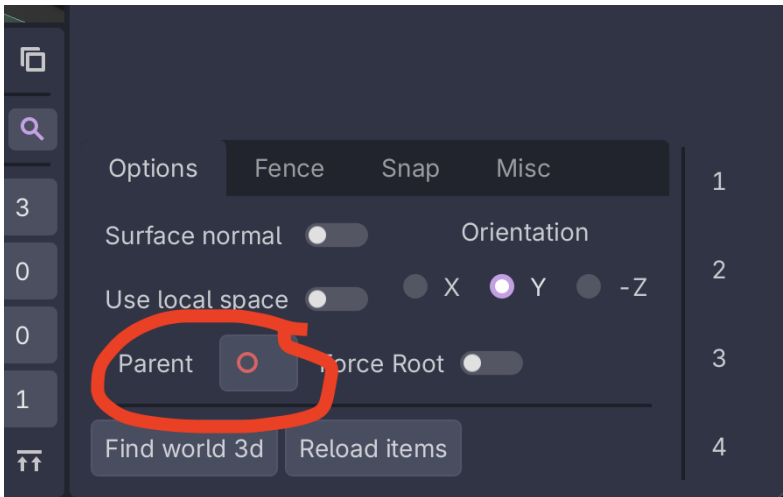 Options Fence Snap Misc
1
3
Surface normal Orientation
0
Use local space X Y -Z
2
0
Parent Force Root
3
1
Find world 3d Reload items
4